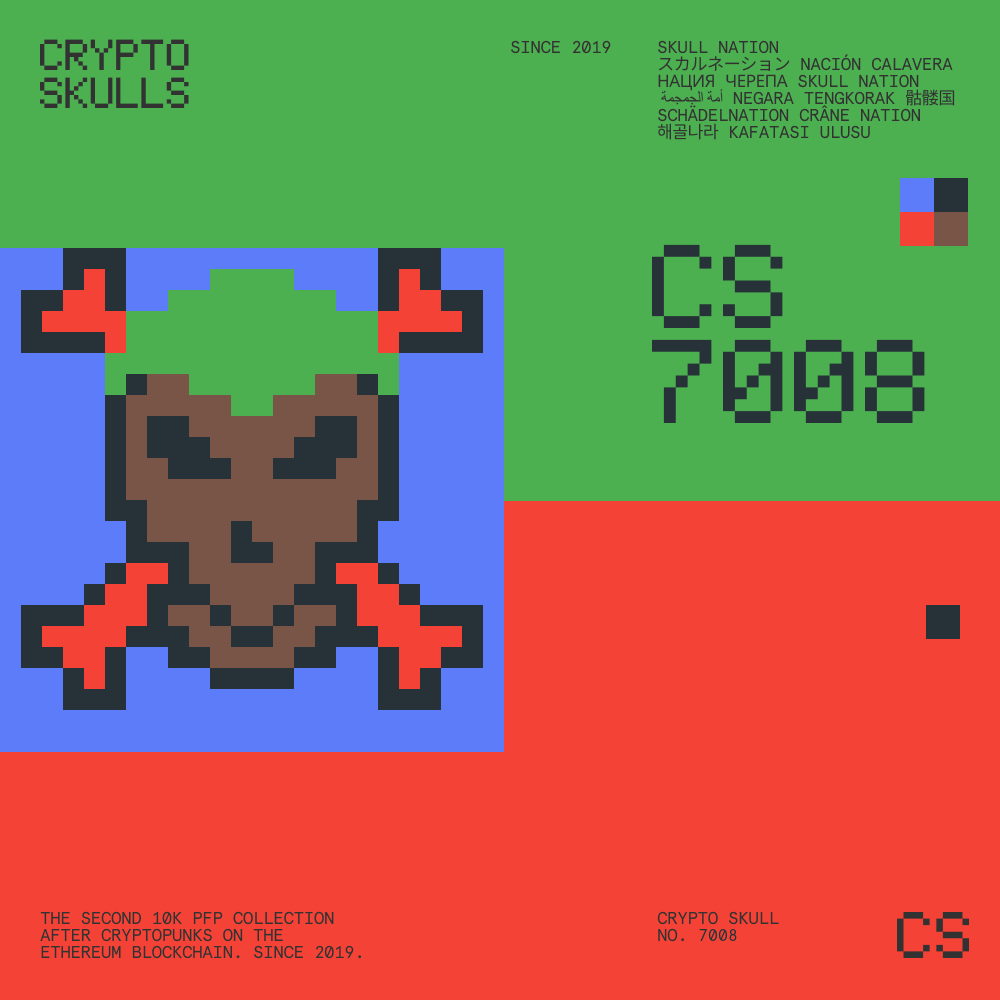 CRYPTO
SKULLS
SINCE 2019
SKULL NATION
スカルネーション NACIÓN CALAVERA
НАЦИЯ ЧЕРЕПА SKULL NATION
أمة الجمجمة NEGARA TENGKORAK 骷髅国
SCHÄDELNATION CRÂNE NATION
해골나라 KAFATASI ULUSU
CS
7008
THE SECOND 10K PFP COLLECTION
AFTER CRYPTOPUNKS ON THE
ETHEREUM BLOCKCHAIN. SINCE 2019.
CRYPTO SKULL
NO. 7008
CS